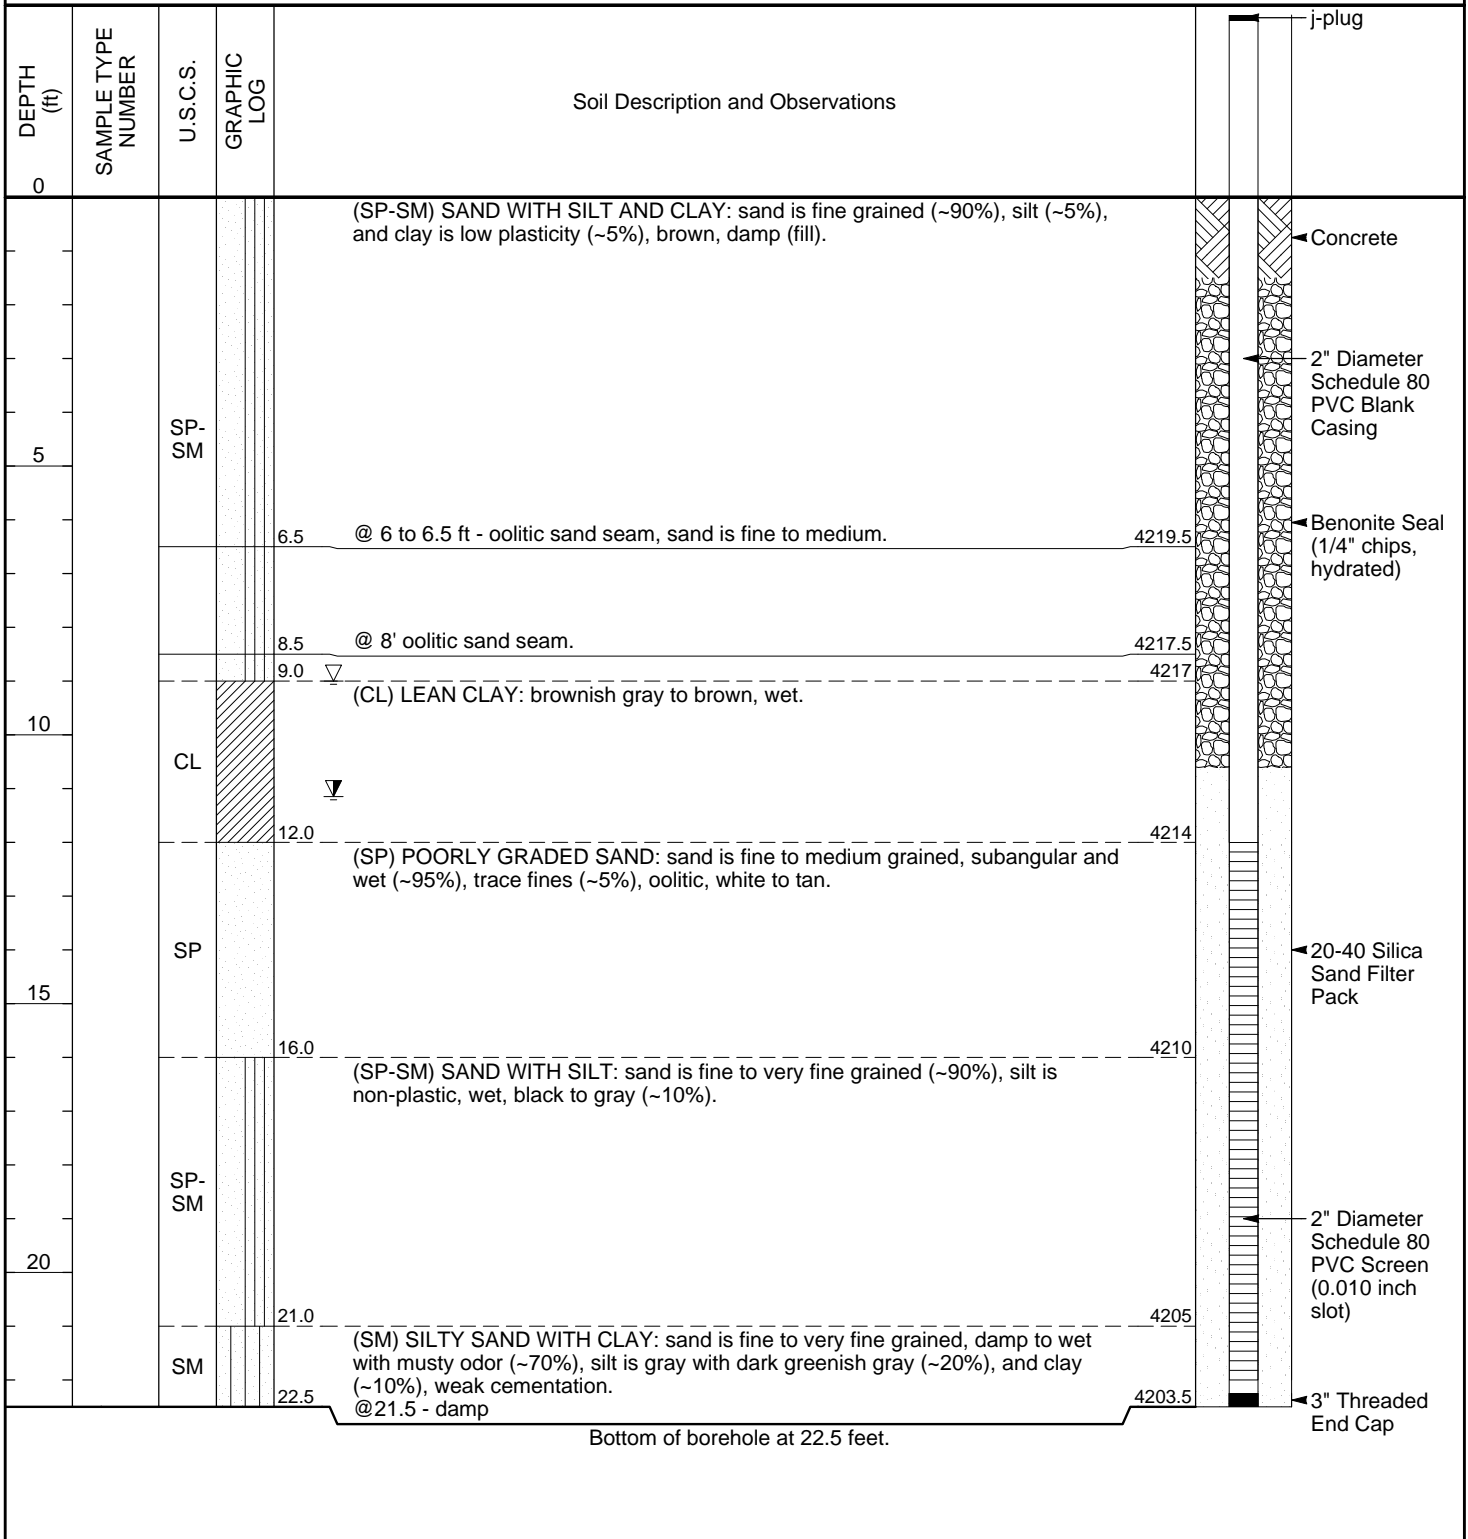 j-plug
DEPTH
(ft)
SAMPLE TYPE
NUMBER
U.S.C.S.
GRAPHIC
LOG
Soil Description and Observations
0
(SP-SM) SAND WITH SILT AND CLAY: sand is fine grained (~90%), silt (~5%),
and clay is low plasticity (~5%), brown, damp (fill).
Concrete
2" Diameter
Schedule 80
PVC Blank
Casing
SP-
SM
5
6.5
@ 6 to 6.5 ft - oolitic sand seam, sand is fine to medium.
4219.5
Benonite Seal
(1/4" chips,
hydrated)
8.5
@ 8' oolitic sand seam.
4217.5
9.0
4217
(CL) LEAN CLAY: brownish gray to brown, wet.
10
CL
12.0
4214
(SP) POORLY GRADED SAND: sand is fine to medium grained, subangular and
wet (~95%), trace fines (~5%), oolitic, white to tan.
SP
20-40 Silica
Sand Filter
Pack
15
16.0
4210
(SP-SM) SAND WITH SILT: sand is fine to very fine grained (~90%), silt is
non-plastic, wet, black to gray (~10%).
SP-
SM
2" Diameter
Schedule 80
PVC Screen
(0.010 inch
slot)
20
21.0
4205
(SM) SILTY SAND WITH CLAY: sand is fine to very fine grained, damp to wet
with musty odor (~70%), silt is gray with dark greenish gray (~20%), and clay
(~10%), weak cementation.
@21.5 - damp
SM
22.5
4203.5
3" Threaded
End Cap
Bottom of borehole at 22.5 feet.